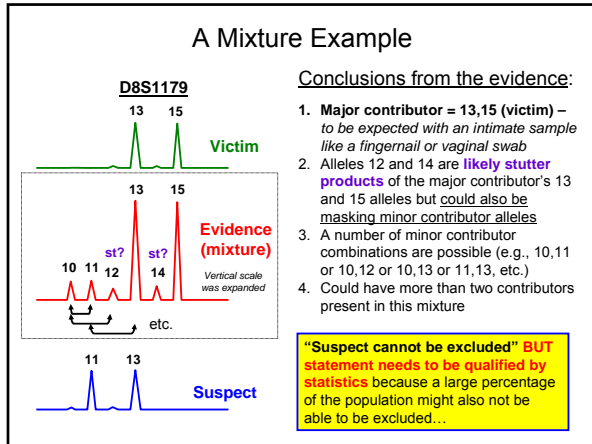 A Mixture Example
D8S1179
13 15
Victim
13 15
Evidence
(mixture)
Vertical scale
was expanded
st? st?
10 11 12 14
etc.
11 13
Suspect
Conclusions from the evidence:
1. Major contributor = 13,15 (victim) –
to be expected with an intimate sample
like a fingernail or vaginal swab
2. Alleles 12 and 14 are likely stutter
products of the major contributor's 13
and 15 alleles but could also be
masking minor contributor alleles
3. A number of minor contributor
combinations are possible (e.g., 10,11
or 10,12 or 10,13 or 11,13, etc.)
4. Could have more than two contributors
present in this mixture
"Suspect cannot be excluded" BUT
statement needs to be qualified by
statistics because a large percentage
of the population might also not be
able to be excluded…